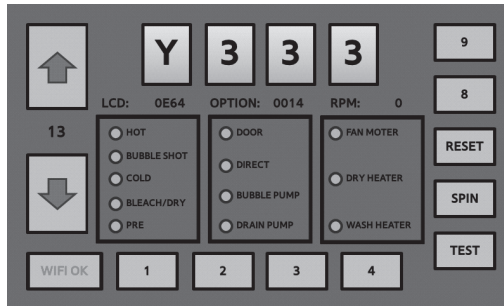 Y 3 3 3
9
LCD: 0E64 OPTION: 0014 RPM: 0
8
13
HOT
BUBBLE SHOT
COLD
BLEACH/DRY
PRE
DOOR
DIRECT
BUBBLE PUMP
DRAIN PUMP
FAN MOTER
DRY HEATER
WASH HEATER
RESET
SPIN
TEST
WIFI OK
1
2
3
4